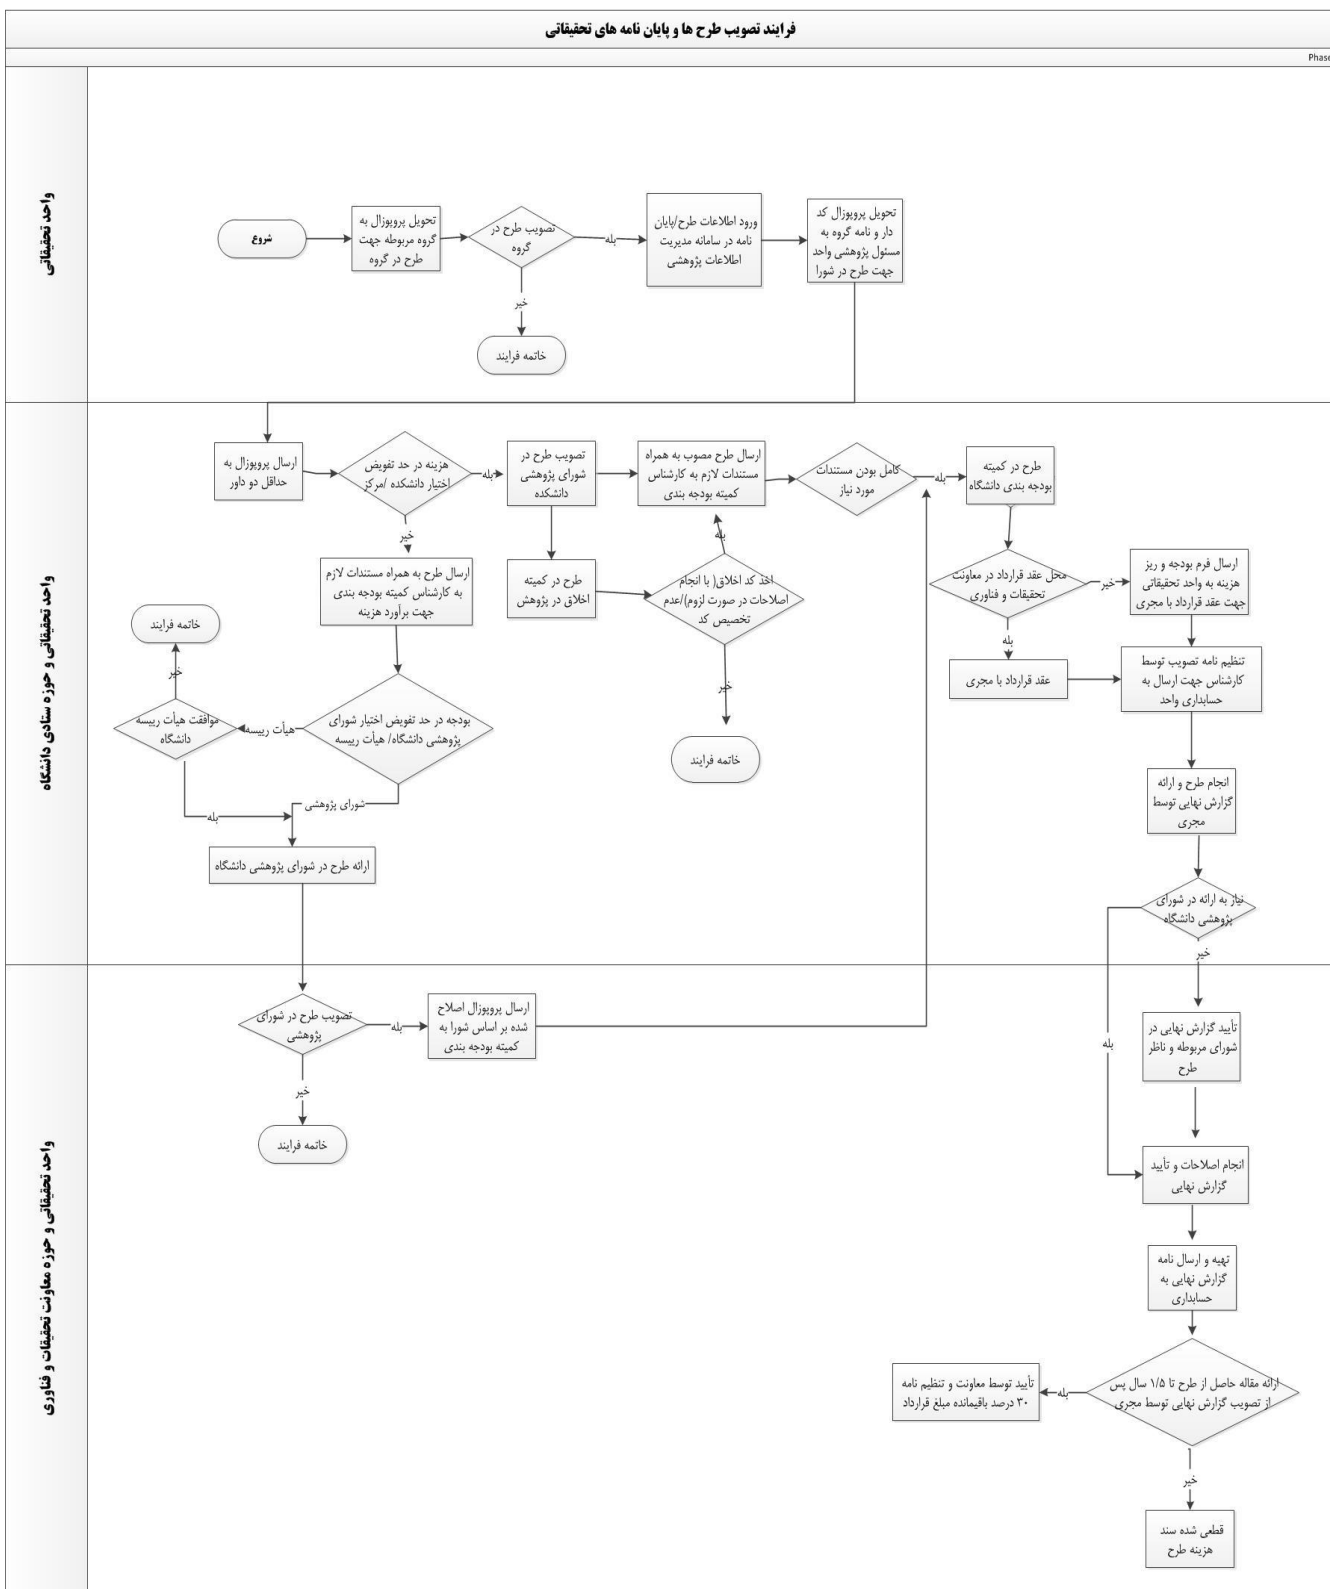 فرایند تصویب طرح ها و پایان نامه های تحقیقاتی
Phase
واحد تحقیقاتی
شروع
تحویل پروپوزال به
گروه مربوطه جهت
طرح در گروه
تصویب طرح در
گروه
بله
خیر
خاتمه فرایند
ورود اطلاعات طرح/پایان
نامه در سامانه مدیریت
اطلاعات پژوهشی
تحویل پروپوزال کد
دار و نامه گروه به
مسئول پژوهشی واحد
جهت طرح در شورا
واحد تحقیقاتی و حوزه ستادی دانشگاه
ارسال پروپوزال به
حداقل دو داور
هزینه در حد تفویض
اختیار دانشکده /مرکز
بله
خیر
تصویب طرح در
شورای پژوهشی
دانشکده
ارسال طرح مصوب به همراه
مستندات لازم به کارشناس
کمیته بودجه بندی
کامل بودن مستندات
مورد نیاز
بله
طرح در کمیته
بودجه بندی دانشگاه
ارسال طرح به همراه مستندات لازم
به کارشناس کمیته بودجه بندی
جهت برآورد هزینه
طرح در کمیته
اخلاق در پژوهش
اخذ کد اخلاق( با انجام
اصلاحات در صورت لزوم)/عدم
تخصیص کد
بله
خیر
خاتمه فرایند
محل عقد قرارداد در معاونت
تحقیقات و فناوری
خیر
بله
ارسال فرم بودجه و ریز
هزینه به واحد تحقیقاتی
جهت عقد قرارداد با مجری
عقد قرارداد با مجری
تنظیم نامه تصویب توسط
کارشناس جهت ارسال به
حسابداری واحد
خاتمه فرایند
خیر
موافقت هیأت رییسه
دانشگاه
هیأت رییسه
بودجه در حد تفویض اختیار شورای
پژوهشی دانشگاه/ هیأت رییسه
شورای پژوهشی
بله
ارائه طرح در شورای پژوهشی دانشگاه
انجام طرح و ارائه
گزارش نهایی توسط
مجری
نیاز به ارائه در شورای
پژوهشی دانشگاه
خیر
بله
واحد تحقیقاتی و حوزه معاونت تحقیقات و فناوری
تصویب طرح در شورای
پژوهشی
بله
خیر
خاتمه فرایند
ارسال پروپوزال اصلاح
شده بر اساس شورا به
کمیته بودجه بندی
تأیید گزارش نهایی در
شورای مربوطه و ناظر
طرح
انجام اصلاحات و تأیید
گزارش نهایی
تهیه و ارسال نامه
گزارش نهایی به
حسابداری
ارائه مقاله حاصل از طرح تا ۱/۵ سال پس
از تصویب گزارش نهایی توسط مجری
بله
تأیید توسط معاونت و تنظیم نامه
۳۰ درصد باقیمانده مبلغ قرارداد
خیر
قطعی شده سند
هزینه طرح